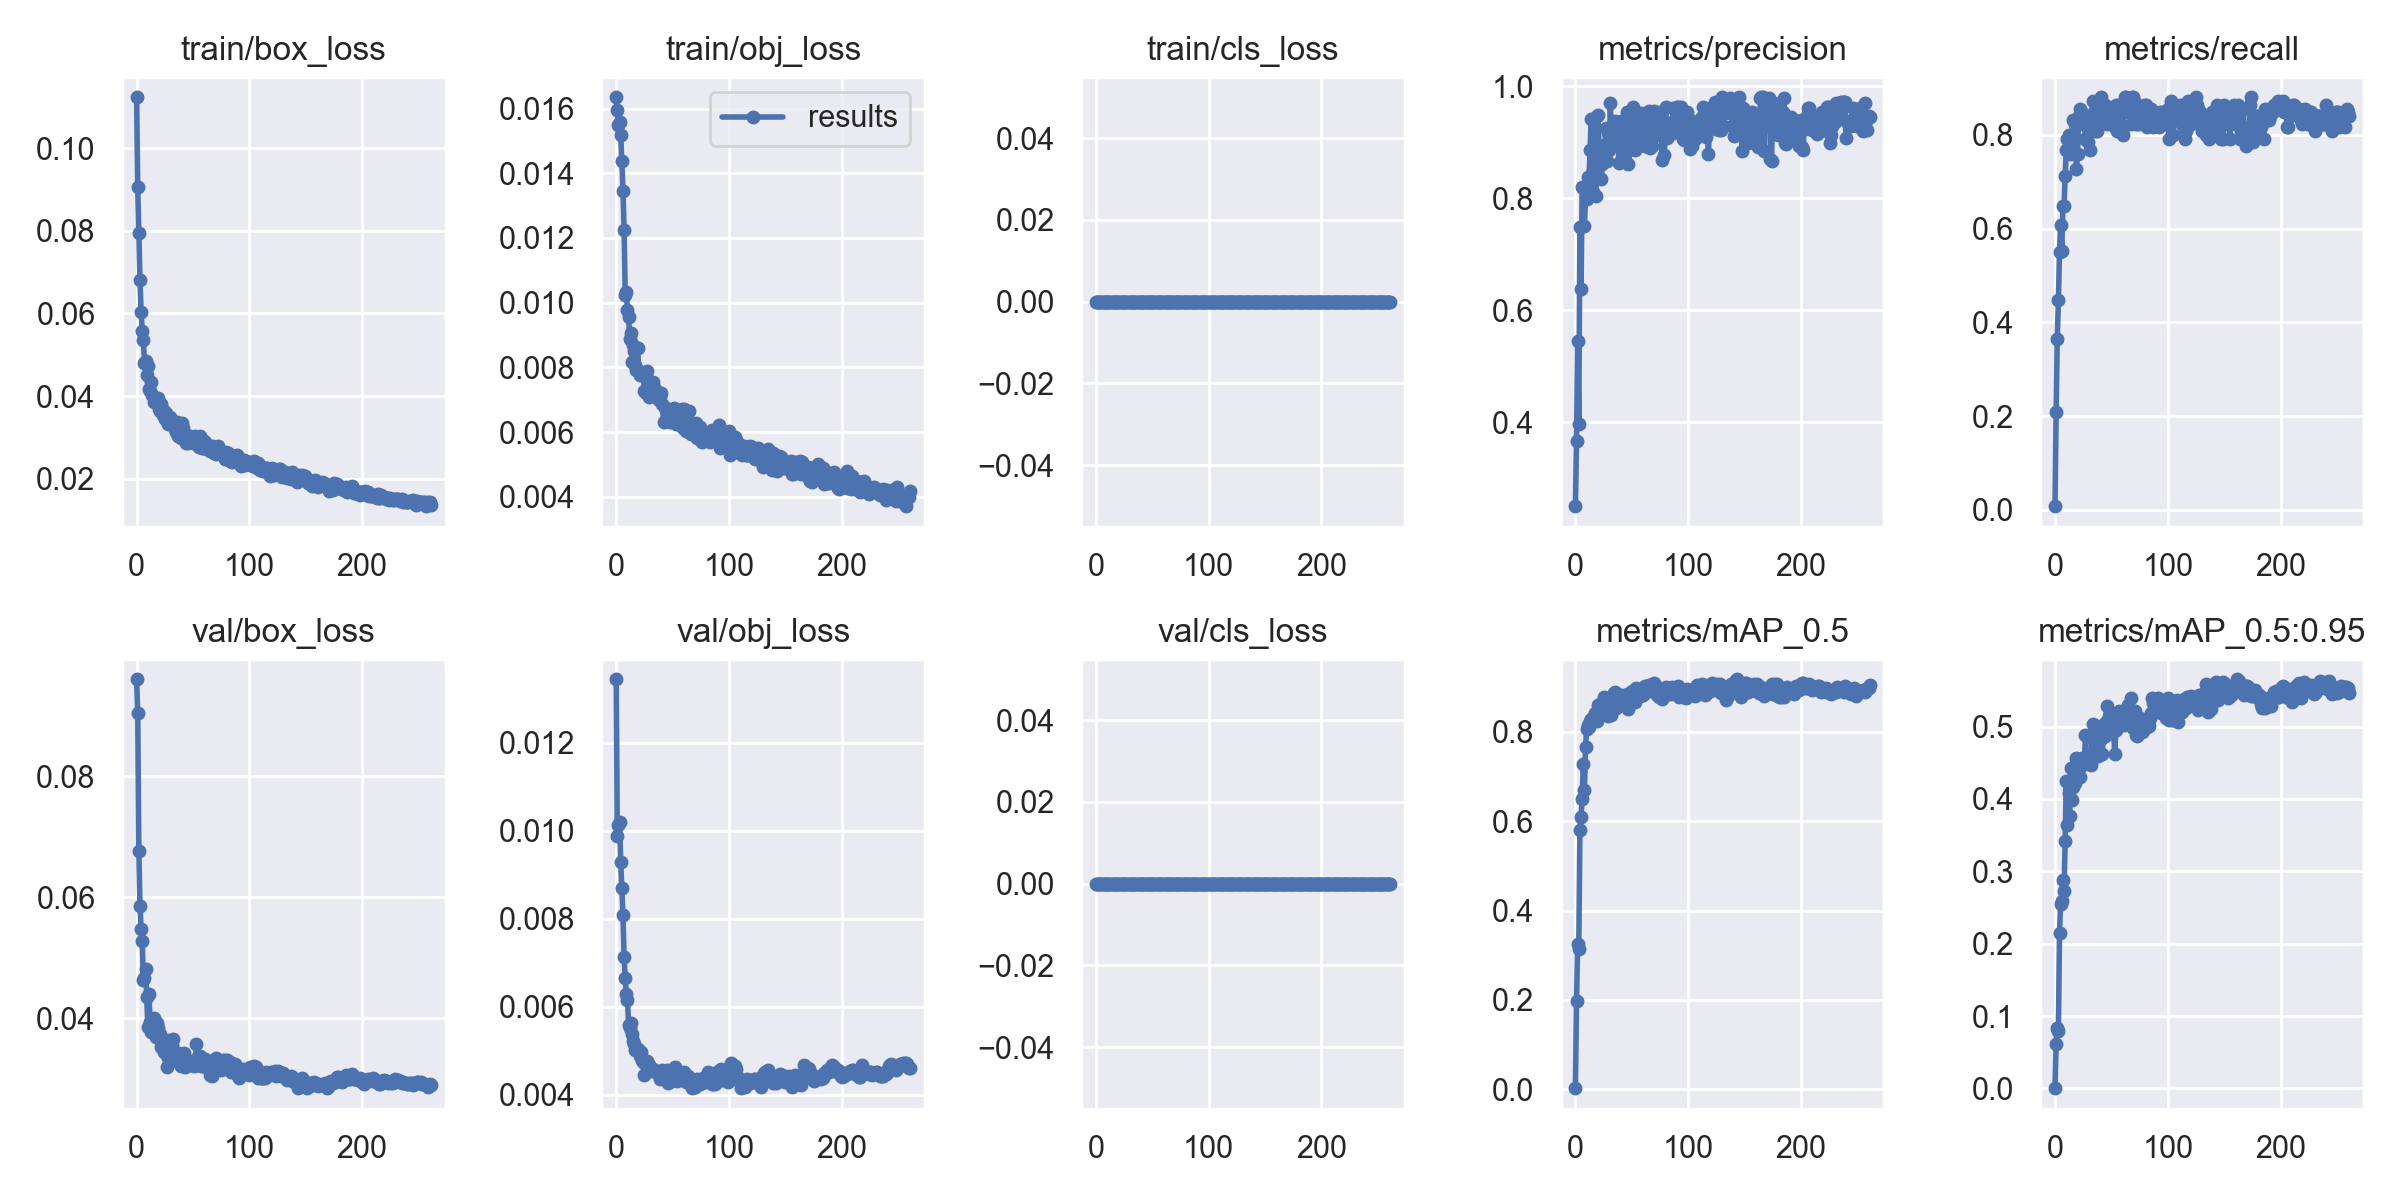 train/box_loss
0.10
0.08
0.06
0.04
0.02
0 100 200
train/obj_loss
results
0.016
0.014
0.012
0.010
0.008
0.006
0.004
0 100 200
train/cls_loss
0.04
0.02
0.00
−0.02
−0.04
0 100 200
metrics/precision
1.0
0.8
0.6
0.4
0 100 200
metrics/recall
0.8
0.6
0.4
0.2
0.0
0 100 200
val/box_loss
0.08
0.06
0.04
0 100 200
val/obj_loss
0.012
0.010
0.008
0.006
0.004
0 100 200
val/cls_loss
0.04
0.02
0.00
−0.02
−0.04
0 100 200
metrics/mAP_0.5
0.8
0.6
0.4
0.2
0.0
0 100 200
metrics/mAP_0.5:0.95
0.5
0.4
0.3
0.2
0.1
0.0
0 100 200